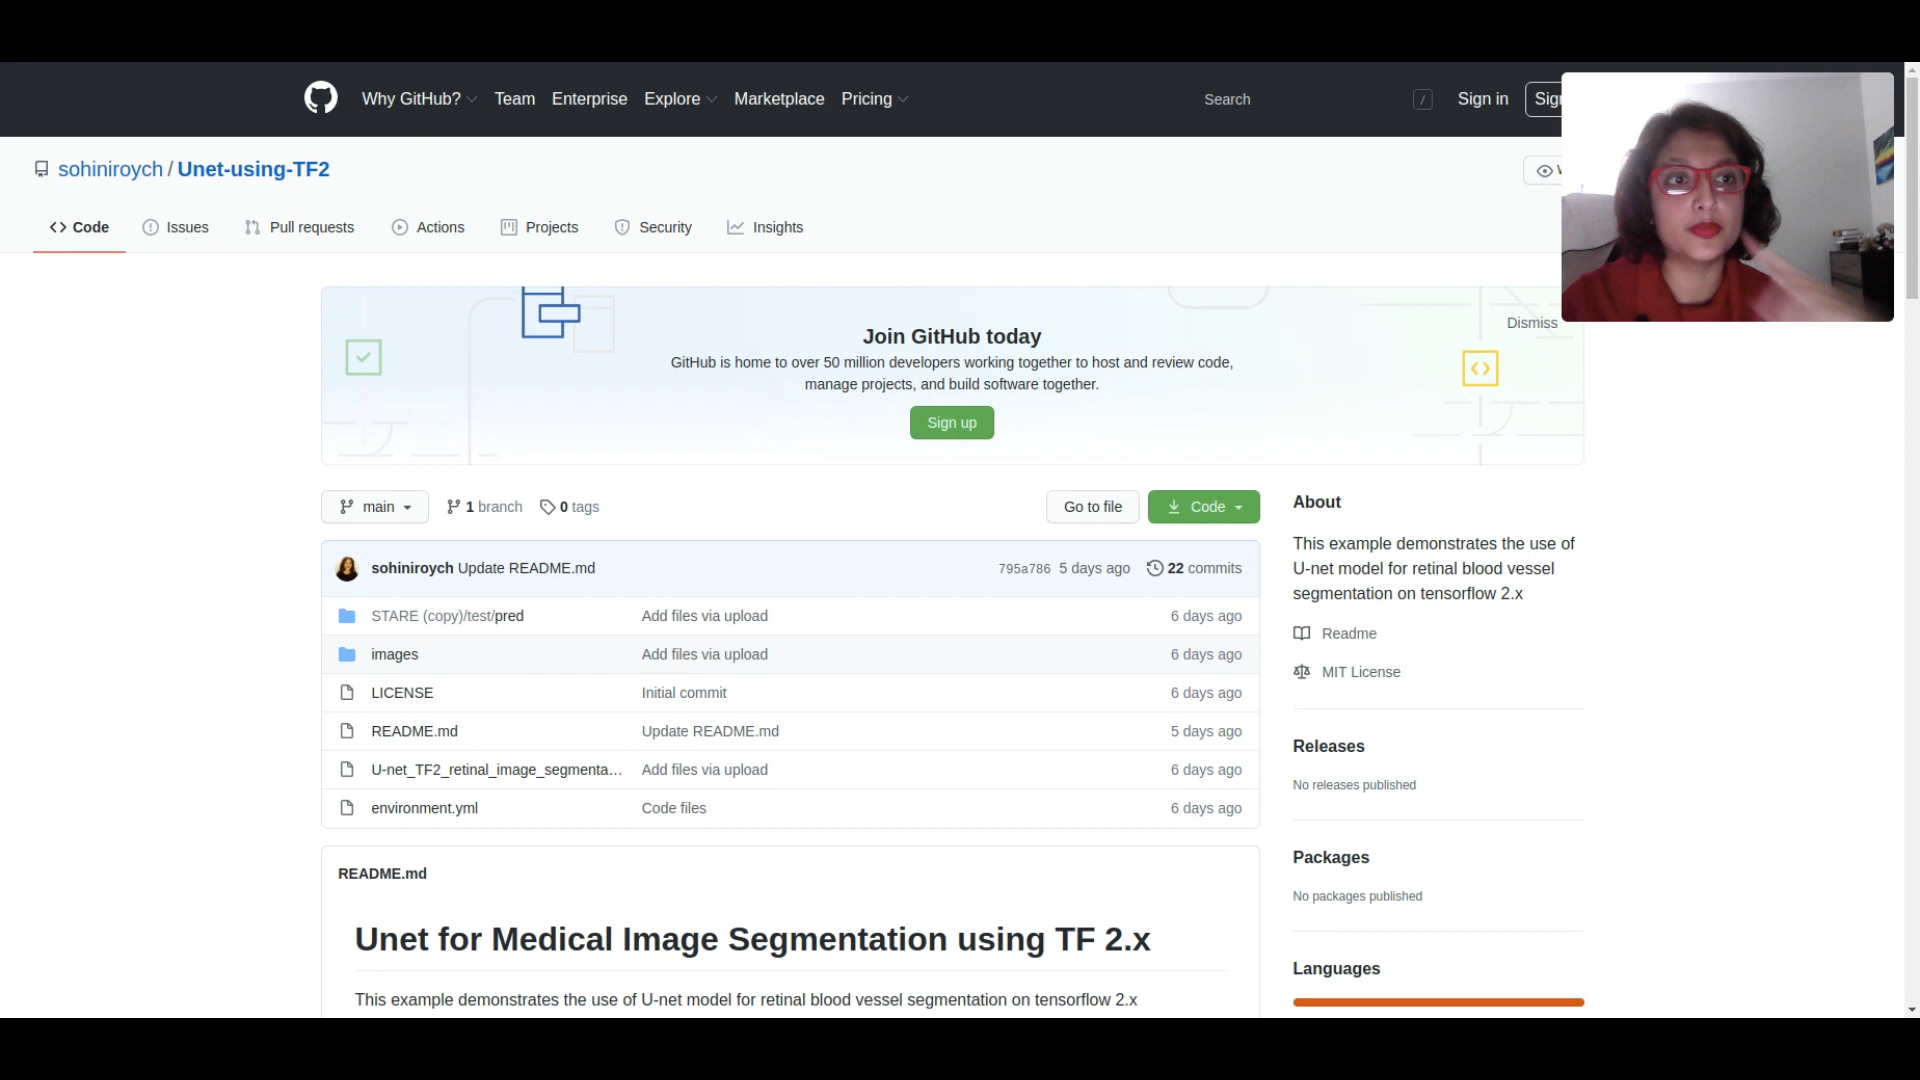 Why GitHub? Team Enterprise Explore Marketplace Pricing Search / Sign in
sohiniroych / Unet-using-TF2
Code Issues Pull requests Actions Projects Security Insights
Join GitHub today
Dismiss
GitHub is home to over 50 million developers working together to host and review code,
manage projects, and build software together.
Sign up
main 1 branch 0 tags Go to file Code
sohiniroych Update README.md 795a786 5 days ago 22 commits
STARE (copy)/test/pred Add files via upload 6 days ago
images Add files via upload 6 days ago
LICENSE Initial commit 6 days ago
README.md Update README.md 5 days ago
U-net_TF2_retinal_image_segmenta... Add files via upload 6 days ago
environment.yml Code files 6 days ago
README.md
Unet for Medical Image Segmentation using TF 2.x
This example demonstrates the use of U-net model for retinal blood vessel segmentation on tensorflow 2.x
About
This example demonstrates the use of
U-net model for retinal blood vessel
segmentation on tensorflow 2.x
Readme
MIT License
Releases
No releases published
Packages
No packages published
Languages